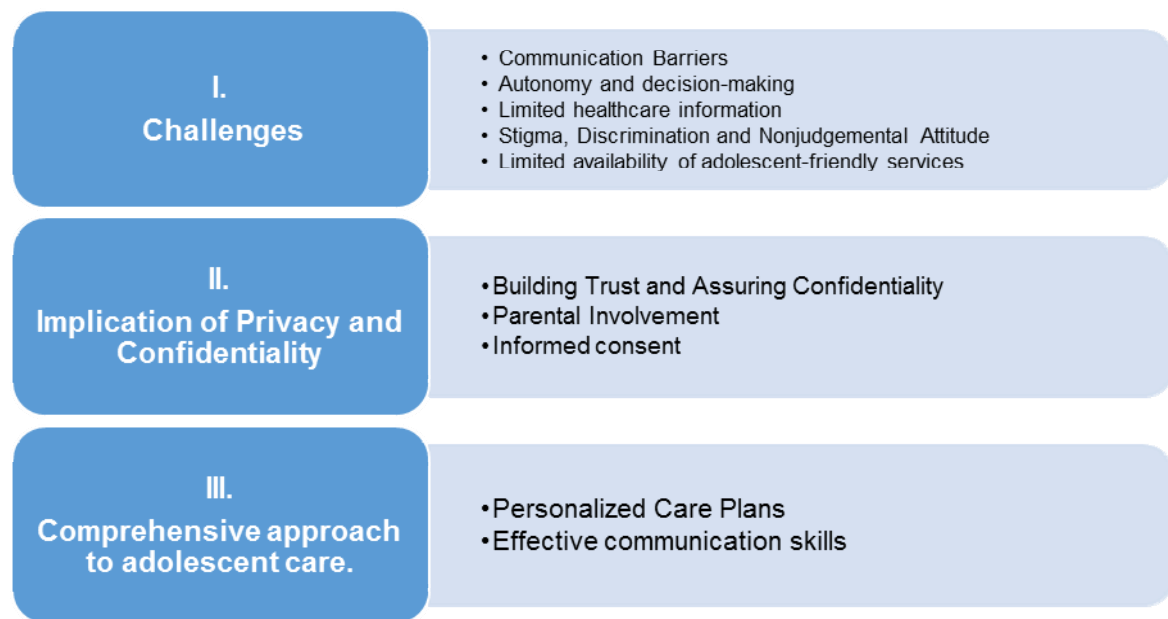 I.
Challenges
• Communication Barriers
• Autonomy and decision-making
• Limited healthcare information
• Stigma, Discrimination and Nonjudgemental Attitude
• Limited availability of adolescent-friendly services
II.
Implication of Privacy and
Confidentiality
•Building Trust and Assuring Confidentiality
•Parental Involvement
•Informed consent
III.
Comprehensive approach
to adolescent care.
•Personalized Care Plans
•Effective communication skills